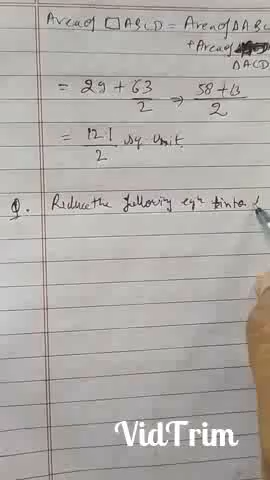 Area of □ ABCD = Area of ΔABC
+ Area of
ΔACD
= 29 + 63/2 ⇒ 58 + 63/2
= 121/2 sq unit.
Q. Reduce the following eqn into
VidTrim